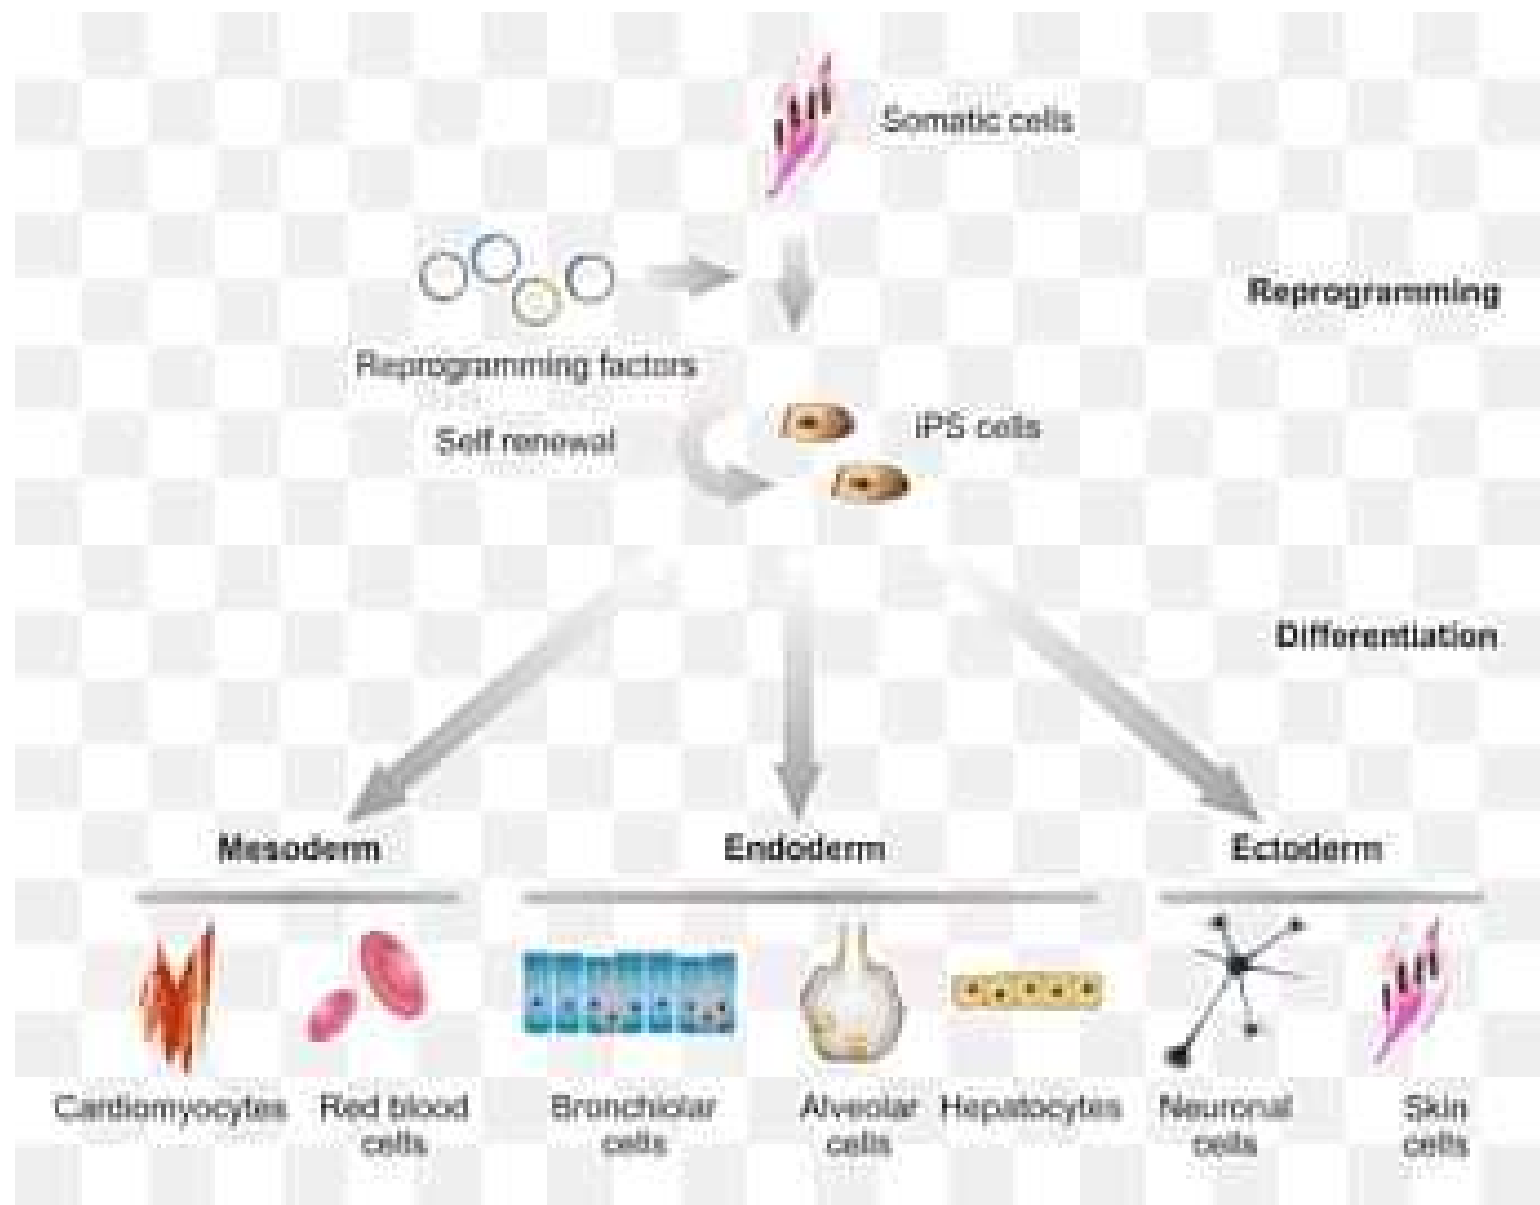 Somatic cells
Reprogramming
Reprogramming factors
Self renewal
iPS cells
Differentiation
Mesoderm
Endoderm
Ectoderm
Cardiomyocytes
Red blood
cells
Bronchiolar
cells
Alveolar
cells
Hepatocytes
Neuronal
cells
Skin
cells